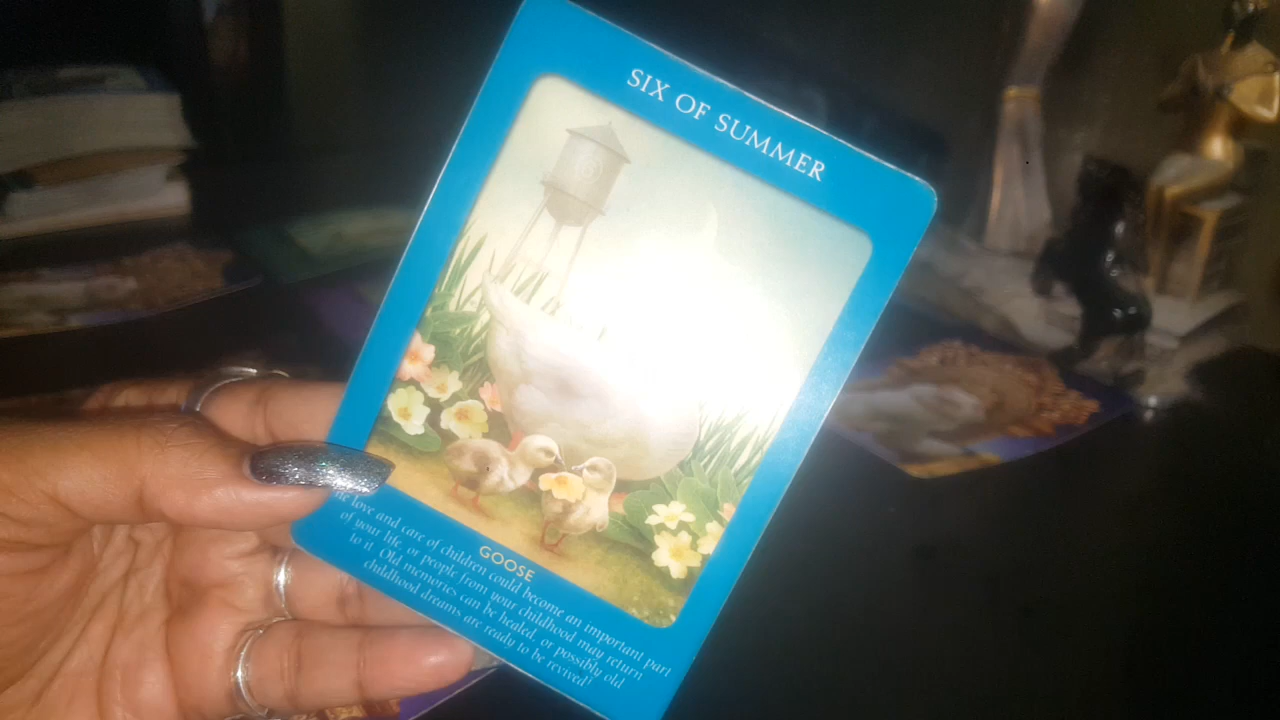 SIX OF SUMMER
GOOSE
he love and care of children could become an important part
of your life, or people from your childhood may return
to it. Old memories can be healed, or possibly old
childhood dreams are ready to be revived!